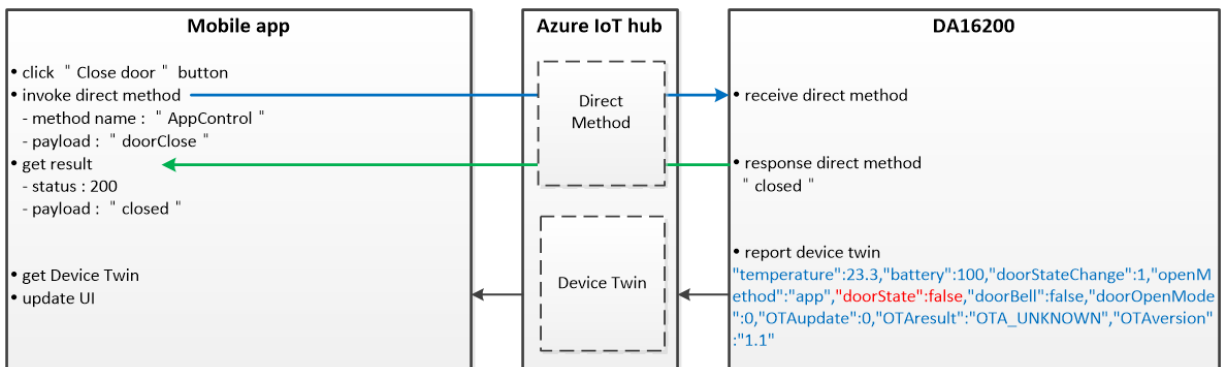 Mobile app
• click " Close door " button
• invoke direct method
- method name : " AppControl "
- payload : " doorClose "
• get result
- status : 200
- payload : " closed "
• get Device Twin
• update UI
Azure IoT hub
Direct
Method
Device Twin
DA16200
• receive direct method
• response direct method
" closed "
• report device twin
"temperature":23.3,"battery":100,"doorStateChange":1,"openM
ethod":"app","doorState":false,"doorBell":false,"doorOpenMode
":0,"OTAupdate":0,"OTAresult":"OTA_UNKNOWN","OTAversion"
:"1.1"